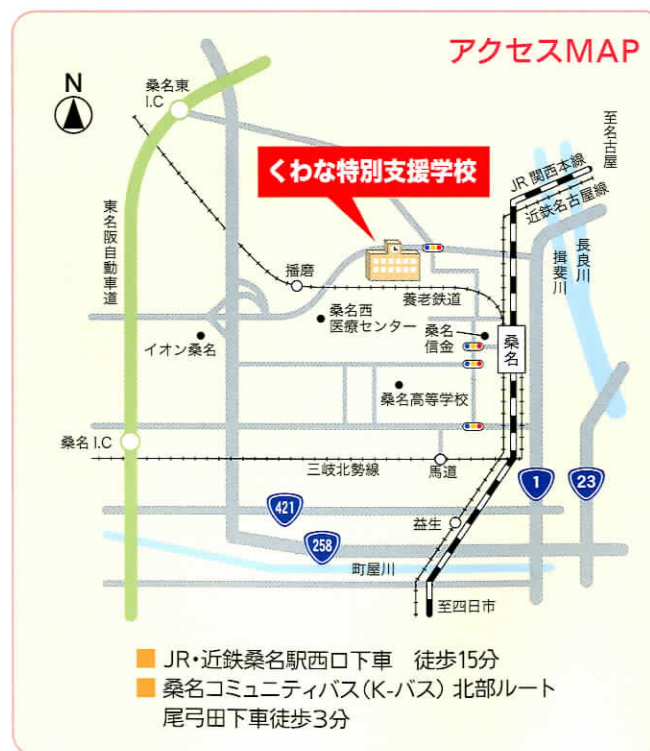 アクセスMAP
N
桑名東
I.C
至名古屋
くわな特別支援学校
JR関西本線
近鉄名古屋線
東名阪自動車道
長良川
揖斐川
播磨
養老鉄道
桑名西
医療センター
桑名
信金
桑名
イオン桑名
桑名高等学校
桑名I.C
三岐北勢線
馬道
1
23
421
益生
258
町屋川
至四日市
JR・近鉄桑名駅西口下車 徒歩15分
桑名コミュニティバス(K-バス) 北部ルート
尾弓田下車徒歩3分